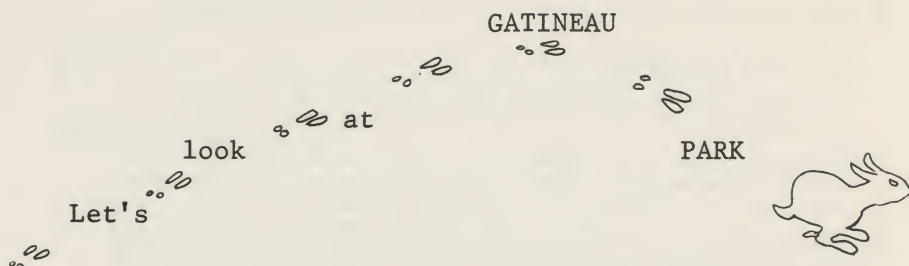 Let's
look
at
GATINEAU
PARK